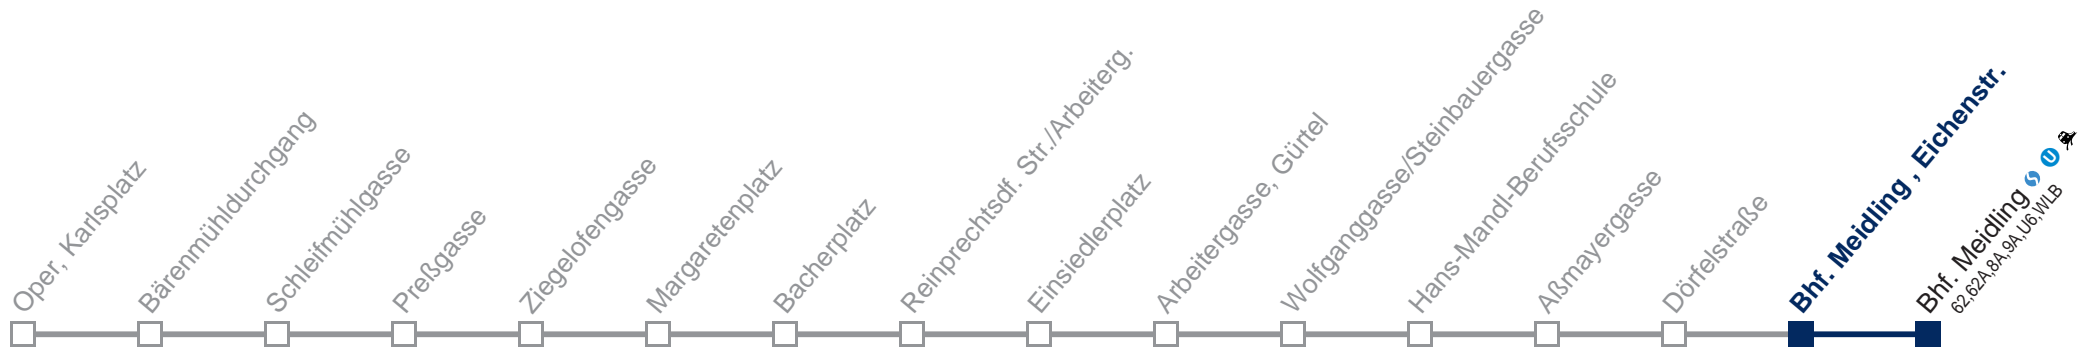 Oper, Karlsplatz
Bärenmühldurchgang
Schleifmühlgasse
Preßgasse
Ziegelofengasse
Margaretenplatz
Bacherplatz
Reinprechtsdf. Str./Arbeiterg.
Einsiedlerplatz
Arbeitergasse, Gürtel
Wolfganggasse/Steinbauergasse
Hans-Mandl-Berufsschule
Aßmayergasse
Dörfelstraße
Bhf. Meidling , Eichenstr.
Bhf. Meidling S U
62,62A,8A,9A,U6,WLB